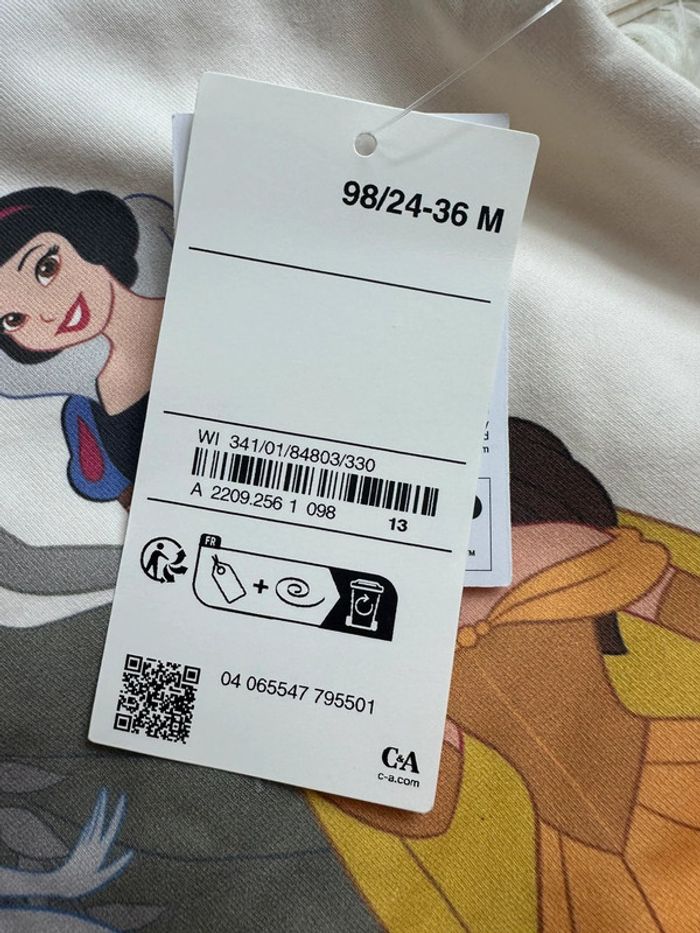 98/24-36 M
WI 341/01/84803/330
A 2209.256 1 098 13
FR
+
04 065547 795501
C&A
c-a.com